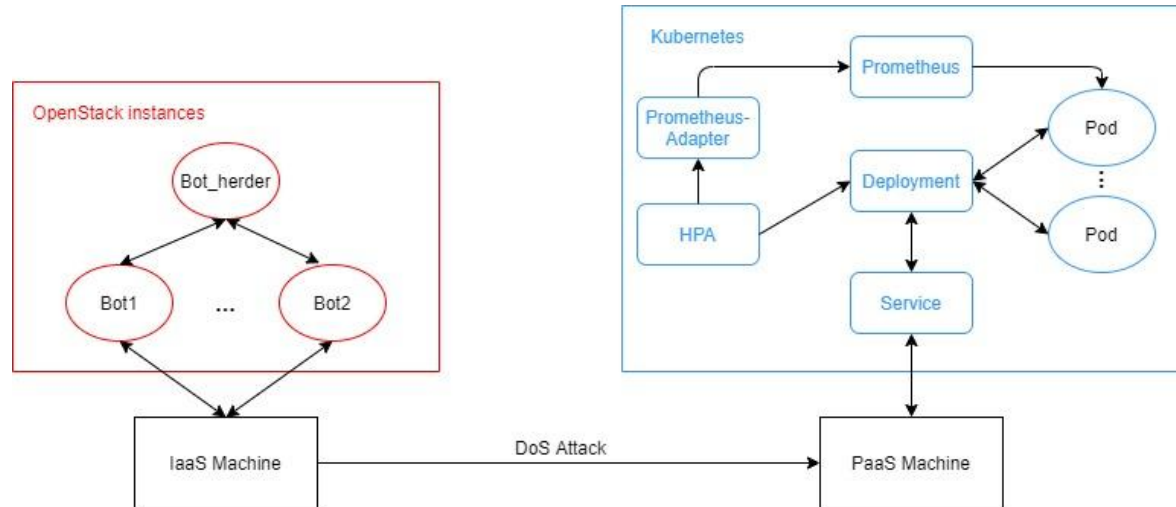 Kubernetes
Prometheus
OpenStack instances
Prometheus-
Adapter
Pod
...
Bot_herder
Deployment
HPA
Pod
Bot1
...
Bot2
Service
IaaS Machine
DoS Attack
PaaS Machine